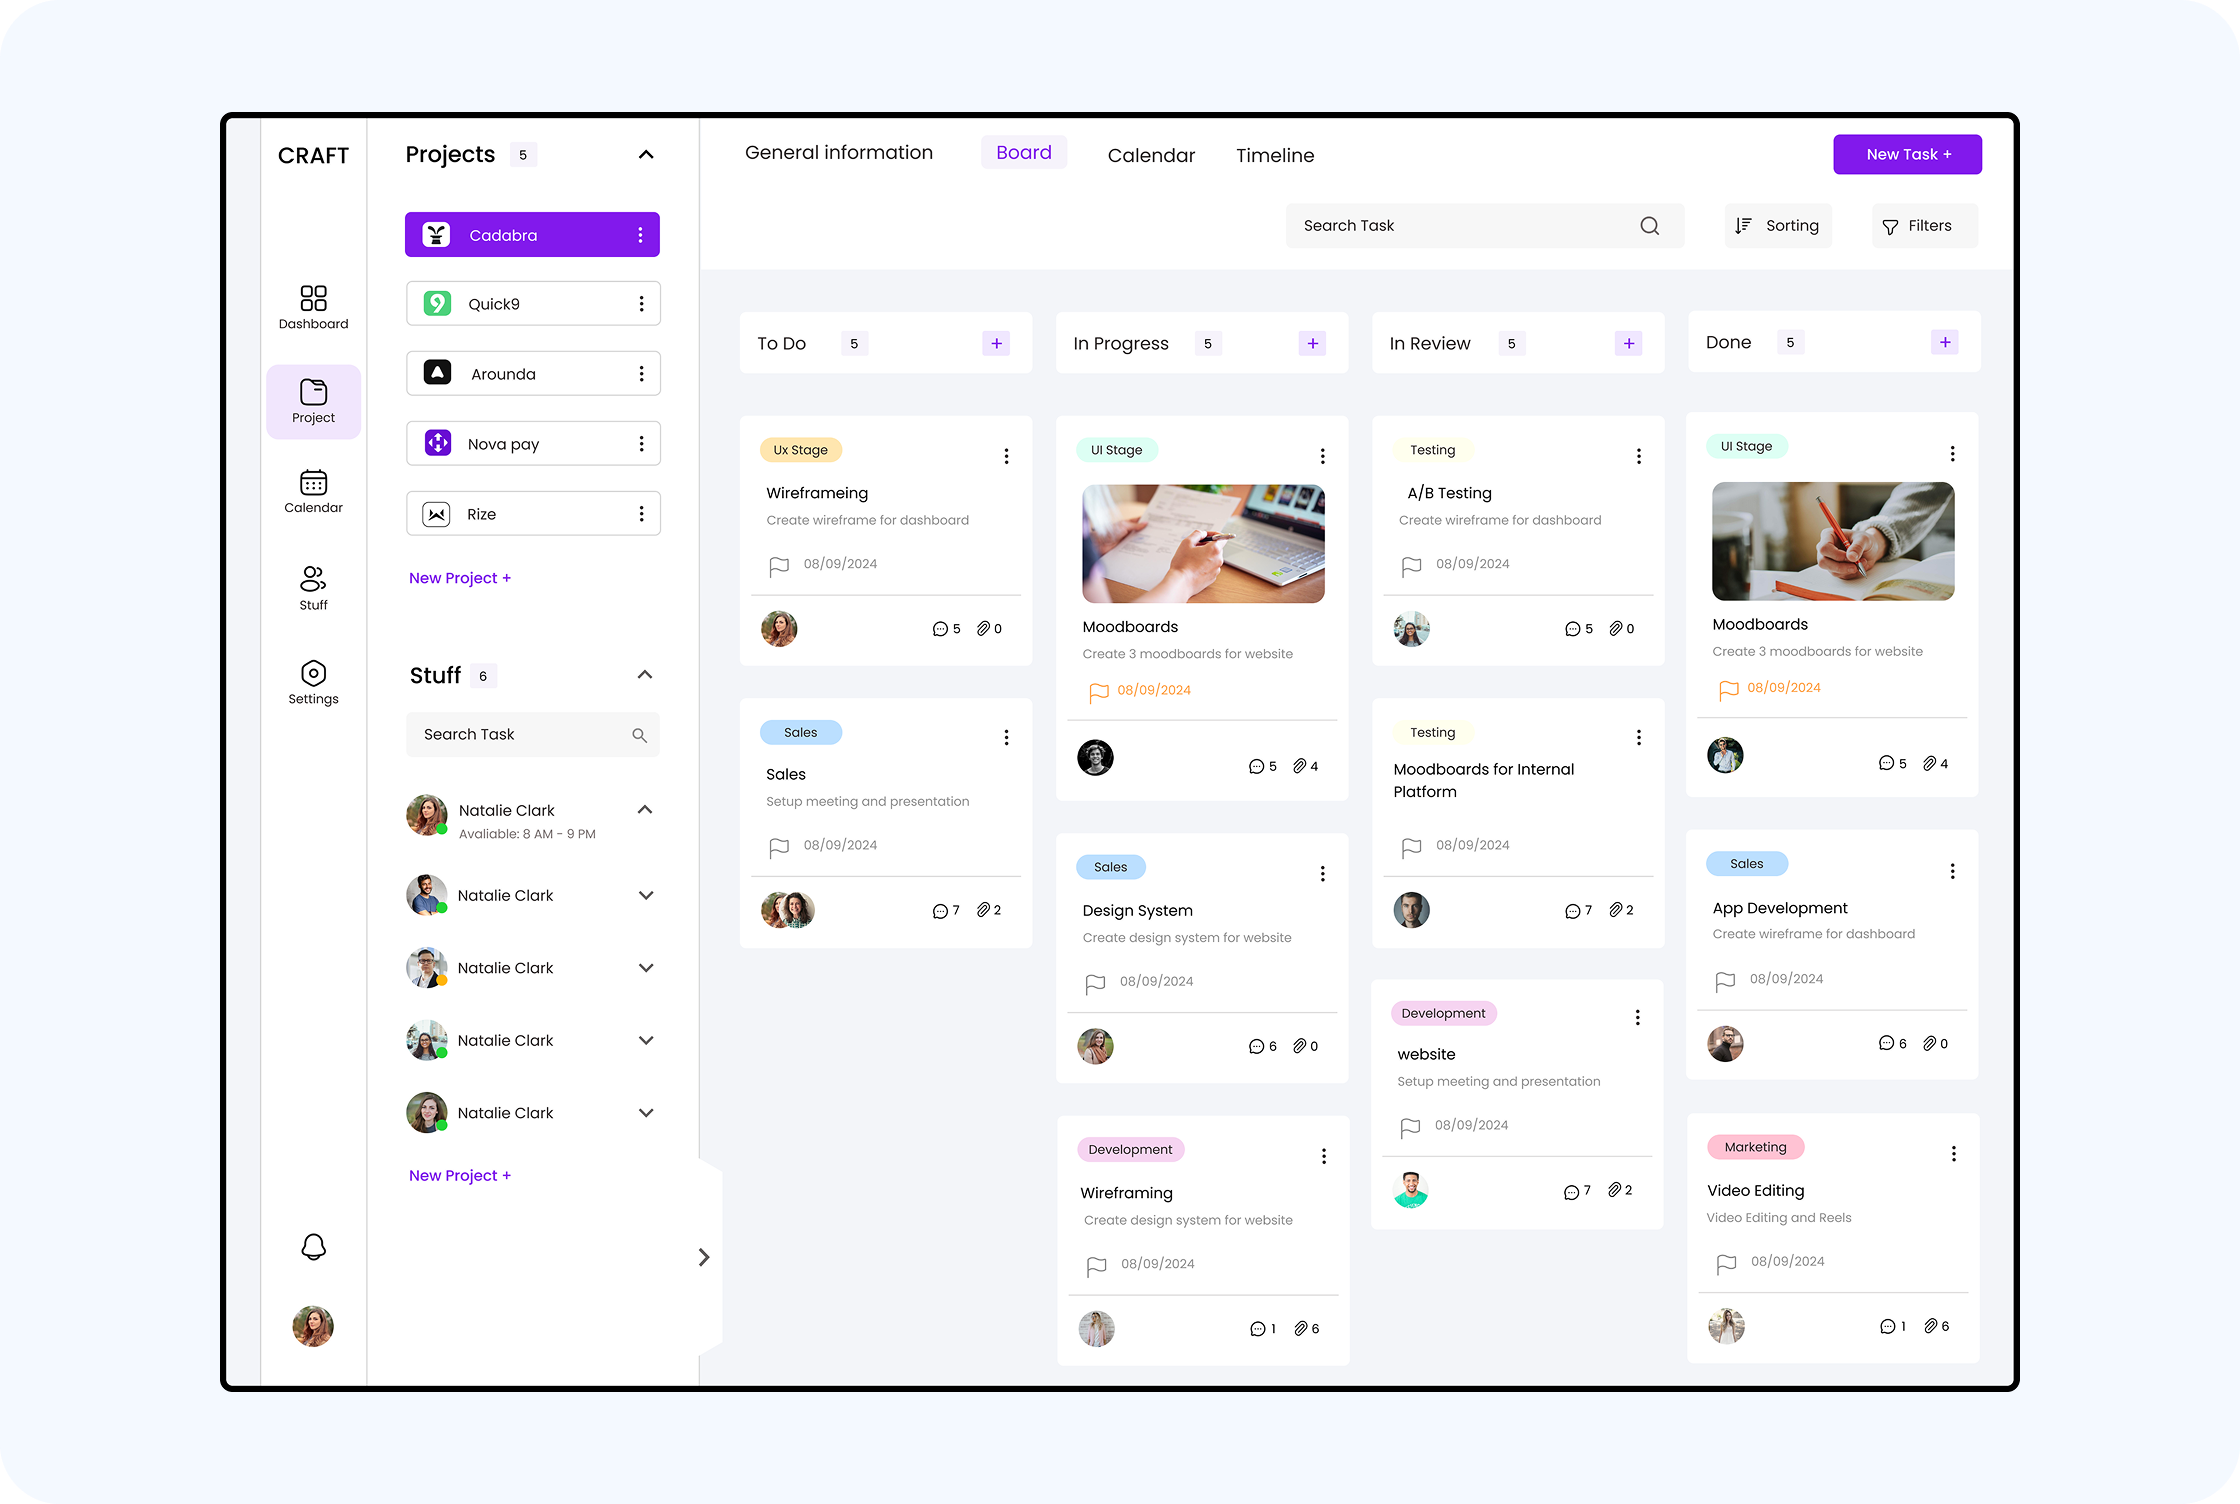 CRAFT
Dashboard
Project
Calendar
Stuff
Settings
Projects 5
Cadabra
Quick9
Arounda
Nova pay
Rize
New Project +
Stuff 6
Search Task
Natalie Clark
Avaliable: 8 AM - 9 PM
Natalie Clark
Natalie Clark
Natalie Clark
Natalie Clark
New Project +
General information
Board
Calendar
Timeline
New Task +
Search Task
Sorting
Filters
To Do 5 +
Ux Stage
Wireframeing
Create wireframe for dashboard
08/09/2024
5 0
Sales
Sales
Setup meeting and presentation
08/09/2024
7 2
In Progress 5 +
UI Stage
Moodboards
Create 3 moodboards for website
08/09/2024
5 4
Sales
Design System
Create design system for website
08/09/2024
6 0
Development
Wireframing
Create design system for website
08/09/2024
1 6
In Review 5 +
Testing
A/B Testing
Create wireframe for dashboard
08/09/2024
5 0
Testing
Moodboards for Internal
Platform
08/09/2024
7 2
Development
website
Setup meeting and presentation
08/09/2024
7 2
Done 5 +
UI Stage
Moodboards
Create 3 moodboards for website
08/09/2024
5 4
Sales
App Development
Create wireframe for dashboard
08/09/2024
6 0
Marketing
Video Editing
Video Editing and Reels
08/09/2024
1 6